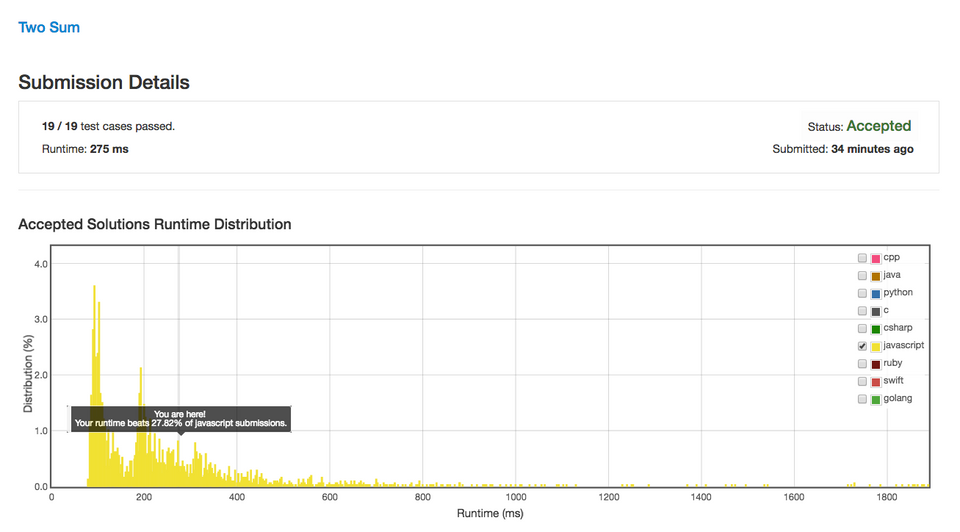 Two Sum
Submission Details
19 / 19 test cases passed.
Status: Accepted
Runtime: 275 ms
Submitted: 34 minutes ago
Accepted Solutions Runtime Distribution
cpp
java
python
c
csharp
javascript
ruby
swift
golang
4.0
3.0
2.0
1.0
0.0
Distribution (%)
You are here!
Your runtime beats 27.82% of javascript submissions.
0
200
400
600
800
1000
1200
1400
1600
1800
Runtime (ms)